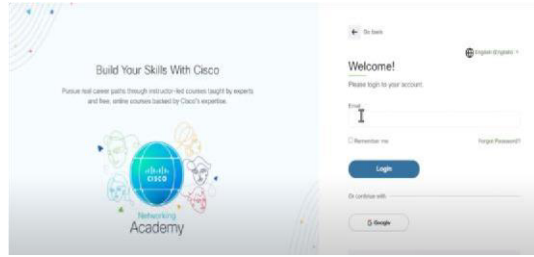 Build Your Skills With Cisco
Pursue real career paths through instructor-led courses taught by experts
and free, online courses backed by Cisco's expertise.
CISCO
Networking
Academy
Go back
English (English)
Welcome!
Please login to your account.
Email
Remember me
Forgot Password?
Login
Or continue with
Google